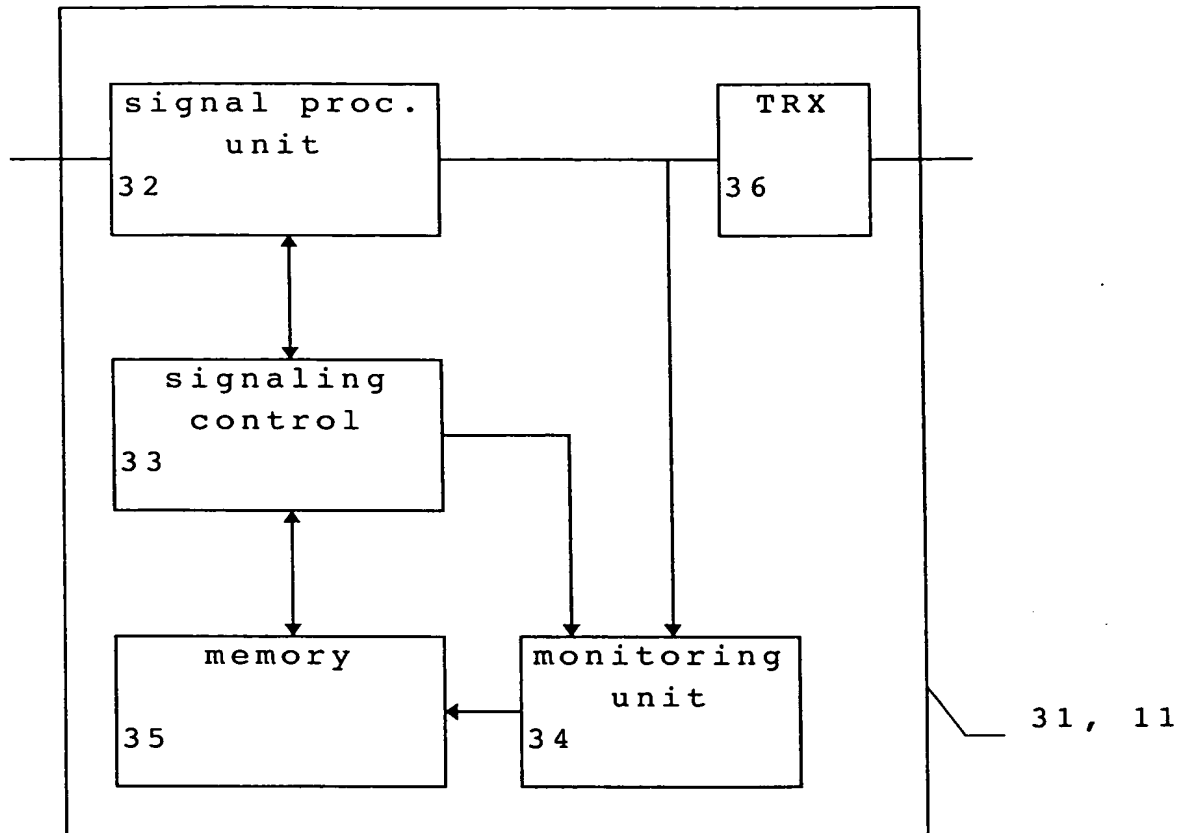 signal proc.
unit
32
TRX
36
signaling
control
33
memory
35
monitoring
unit
34
31, 11